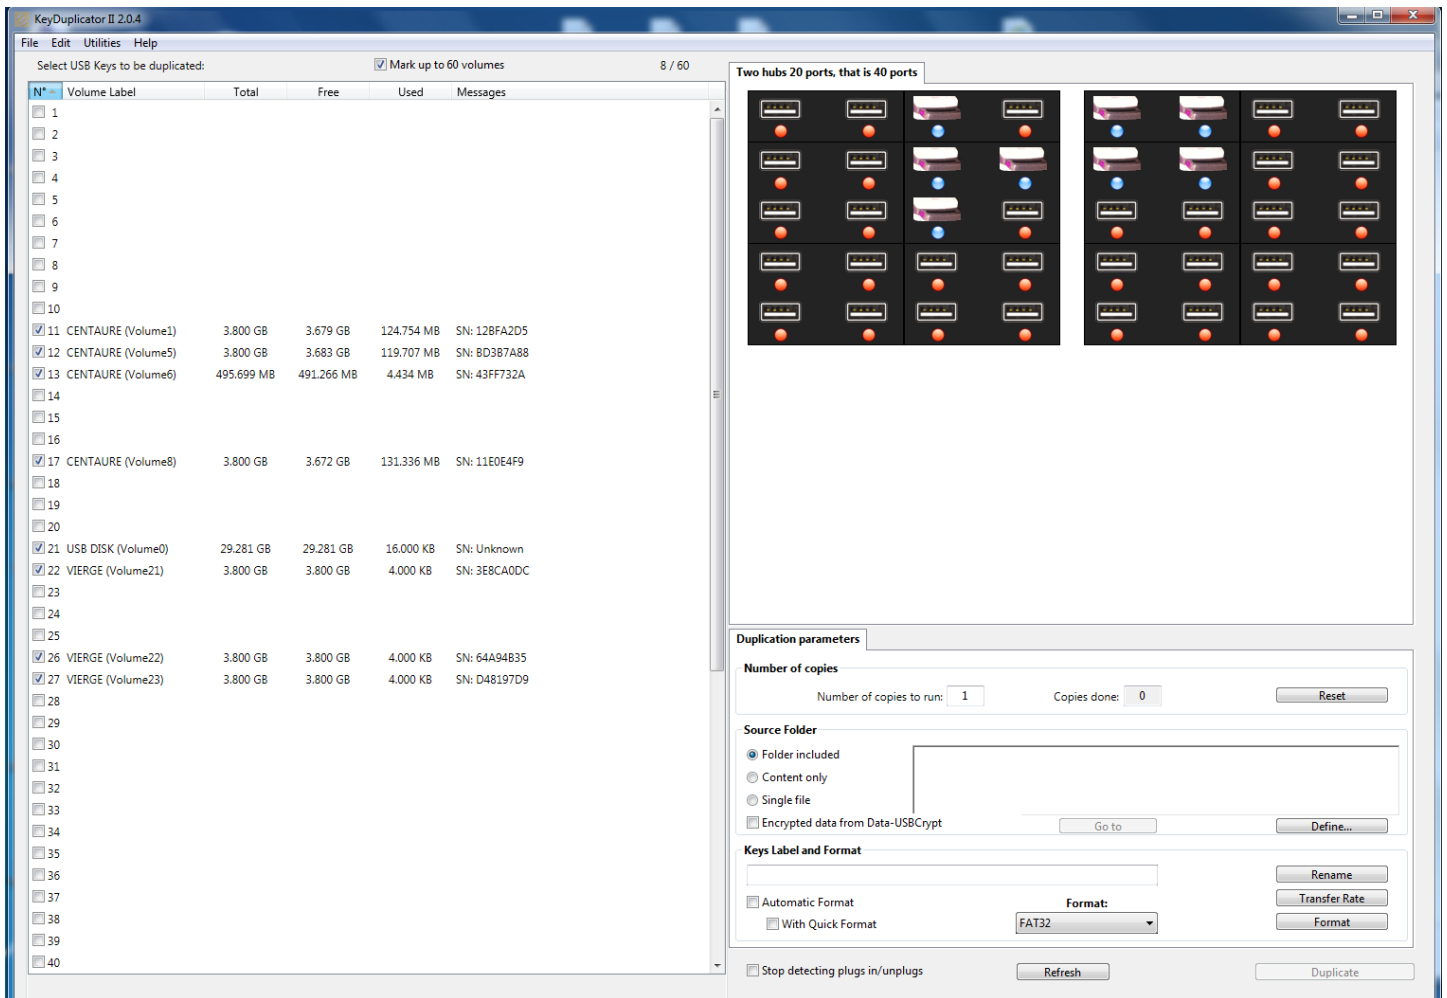 KeyDuplicator II 2.0.4
File Edit Utilities Help
Select USB Keys to be duplicated: Mark up to 60 volumes 8 / 60
N° Volume Label Total Free Used Messages
1
2
3
4
5
6
7
8
9
10
11 CENTAURE (Volume1) 3.800 GB 3.679 GB 124.754 MB SN: 12BFA2D5
12 CENTAURE (Volume5) 3.800 GB 3.683 GB 119.707 MB SN: BD3B7A88
13 CENTAURE (Volume6) 495.699 MB 491.266 MB 4.434 MB SN: 43FF732A
14
15
16
17 CENTAURE (Volume8) 3.800 GB 3.672 GB 131.336 MB SN: 11E0E4F9
18
19
20
21 USB DISK (Volume0) 29.281 GB 29.281 GB 16.000 KB SN: Unknown
22 VIERGE (Volume21) 3.800 GB 3.800 GB 4.000 KB SN: 3E8CA0DC
23
24
25
26 VIERGE (Volume22) 3.800 GB 3.800 GB 4.000 KB SN: 64A94B35
27 VIERGE (Volume23) 3.800 GB 3.800 GB 4.000 KB SN: D48197D9
28
29
30
31
32
33
34
35
36
37
38
39
40
Two hubs 20 ports, that is 40 ports
Duplication parameters
Number of copies
Number of copies to run: 1 Copies done: 0 Reset
Source Folder
Folder included
Content only
Single file
Encrypted data from Data-USBCrypt Go to Define...
Keys Label and Format
Rename
Automatic Format Format: Transfer Rate
With Quick Format FAT32 Format
Stop detecting plugs in/unplugs Refresh Duplicate